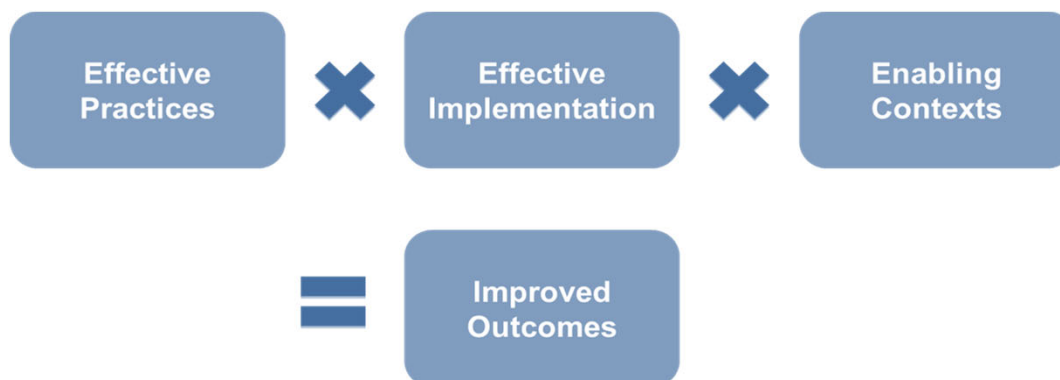 Effective
Practices
Effective
Implementation
Enabling
Contexts
Improved
Outcomes